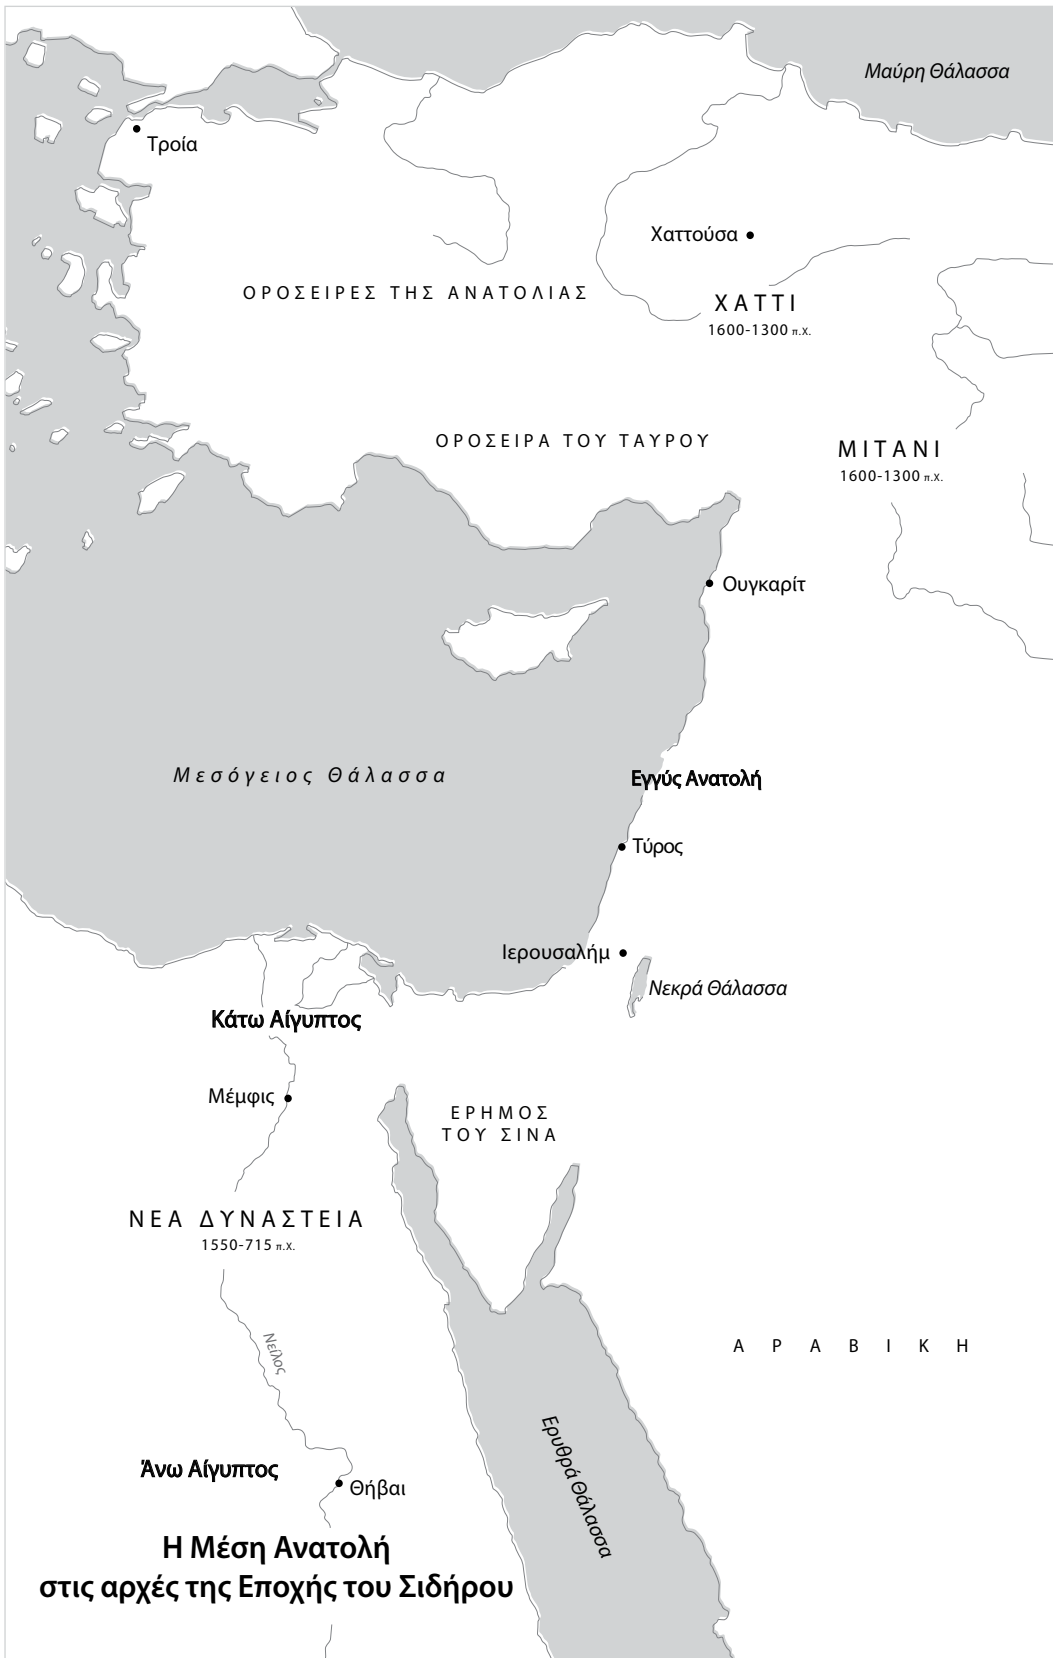 Μαύρη Θάλασσα
Τροία
Χαττούσα
ΟΡΟΣΕΙΡΕΣ ΤΗΣ ΑΝΑΤΟΛΙΑΣ
ΧΑΤΤΙ
1600-1300 π.Χ.
ΟΡΟΣΕΙΡΑ ΤΟΥ ΤΑΥΡΟΥ
ΜΙΤΑΝΙ
1600-1300 π.Χ.
Ουγκαρίτ
Μεσόγειος Θάλασσα
Εγγύς Ανατολή
Τύρος
Ιερουσαλήμ
Νεκρά Θάλασσα
Κάτω Αίγυπτος
Μέμφις
ΕΡΗΜΟΣ
ΤΟΥ ΣΙΝΑ
ΝΕΑ ΔΥΝΑΣΤΕΙΑ
1550-715 π.Χ.
Νείλος
ΑΡΑΒΙΚΗ
Ερυθρά Θάλασσα
Άνω Αίγυπτος
Θήβαι
Η Μέση Ανατολή
στις αρχές της Εποχής του Σιδήρου